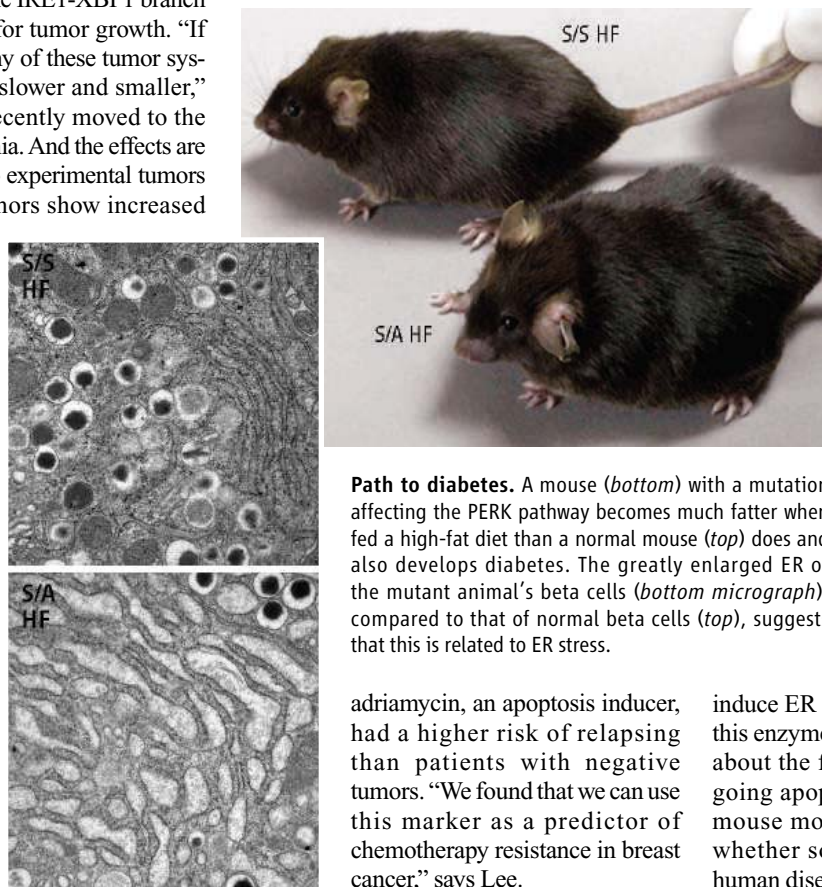 IRE1-XBP1 branch
for tumor growth. “If
ny of these tumor sys-
slower and smaller,”
ecently moved to the
nia. And the effects are
experimental tumors
mors show increased
S/S HF
S/A HF
S/S
HF
S/A
HF
Path to diabetes. A mouse (bottom) with a mutation
affecting the PERK pathway becomes much fatter when
fed a high-fat diet than a normal mouse (top) does and
also develops diabetes. The greatly enlarged ER o
the mutant animal’s beta cells (bottom micrograph)
compared to that of normal beta cells (top), suggest
that this is related to ER stress.
adriamycin, an apoptosis inducer,
had a higher risk of relapsing
than patients with negative
tumors. “We found that we can use
this marker as a predictor of
chemotherapy resistance in breast
cancer,” says Lee.
induce ER
this enzyme
about the f
going apop
mouse mo
whether so
human dise